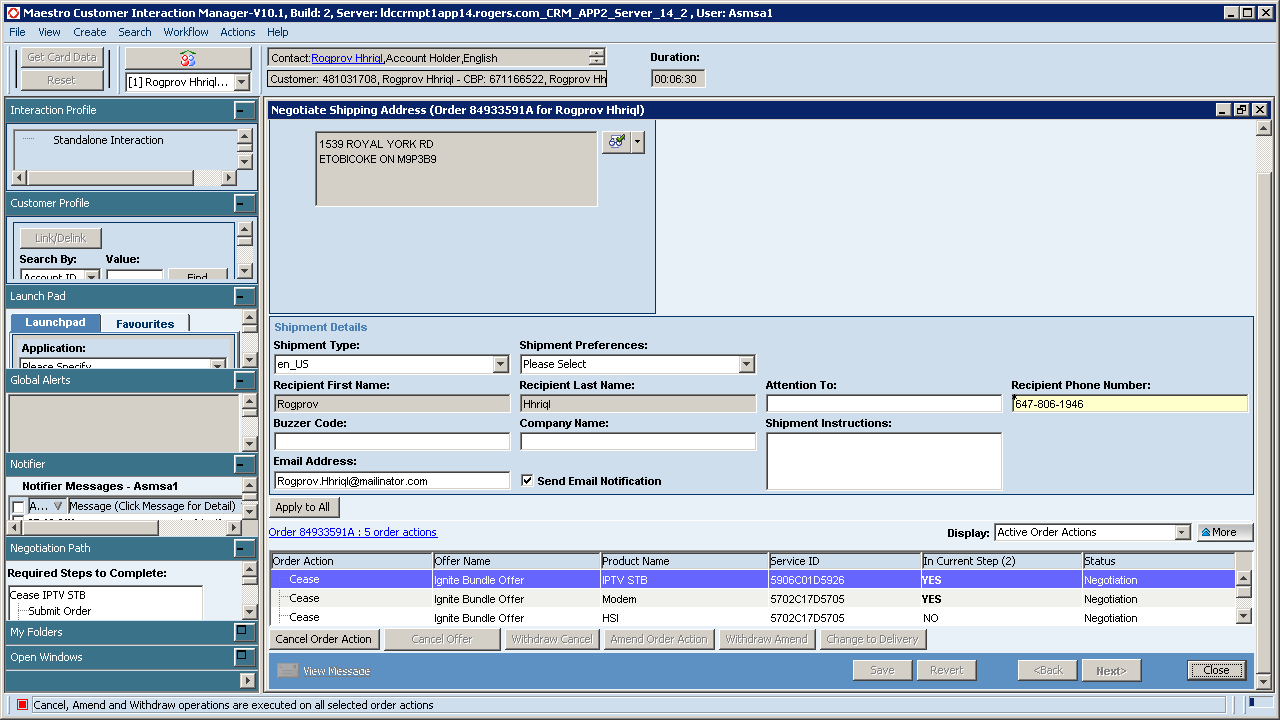 Maestro Customer Interaction Manager-V10.1, Build: 2, Server: ldccrmpt1app14.rogers.com_CRM_APP2_Server_14_2 , User: Asmsa1
File View Create Search Workflow Actions Help
Get Card Data
Reset
[1] Rogprov Hhriql...
Contact:Rogprov Hhriql,Account Holder,English
Customer: 481031708, Rogprov Hhriql - CBP: 671166522, Rogprov Hh
Duration:
00:06:30
Interaction Profile
Standalone Interaction
Customer Profile
Link/Delink
Search By: Value:
Account ID Find
Launch Pad
Launchpad Favourites
Application:
Please Specify
Global Alerts
Notifier
Notifier Messages - Asmsa1
A... Message (Click Message for Detail)
Negotiation Path
Required Steps to Complete:
Cease IPTV STB
Submit Order
My Folders
Open Windows
Negotiate Shipping Address (Order 84933591A for Rogprov Hhriql)
1539 ROYAL YORK RD
ETOBICOKE ON M9P3B9
Shipment Details
Shipment Type: Shipment Preferences:
en_US Please Select
Recipient First Name: Recipient Last Name: Attention To: Recipient Phone Number:
Rogprov Hhriql *647-806-1946
Buzzer Code: Company Name: Shipment Instructions:
Email Address:
Rogprov.Hhriql@mailinator.com Send Email Notification
Apply to All
Order 84933591A : 5 order actions Display: Active Order Actions More
Order Action Offer Name Product Name Service ID In Current Step (2) Status
Cease Ignite Bundle Offer IPTV STB 5906C01D5926 YES Negotiation
Cease Ignite Bundle Offer Modem 5702C17D5705 YES Negotiation
Cease Ignite Bundle Offer HSI 5702C17D5705 NO Negotiation
Cancel Order Action Cancel Offer Withdraw Cancel Amend Order Action Withdraw Amend Change to Delivery
View Message Save Revert <Back Next> Close
Cancel, Amend and Withdraw operations are executed on all selected order actions